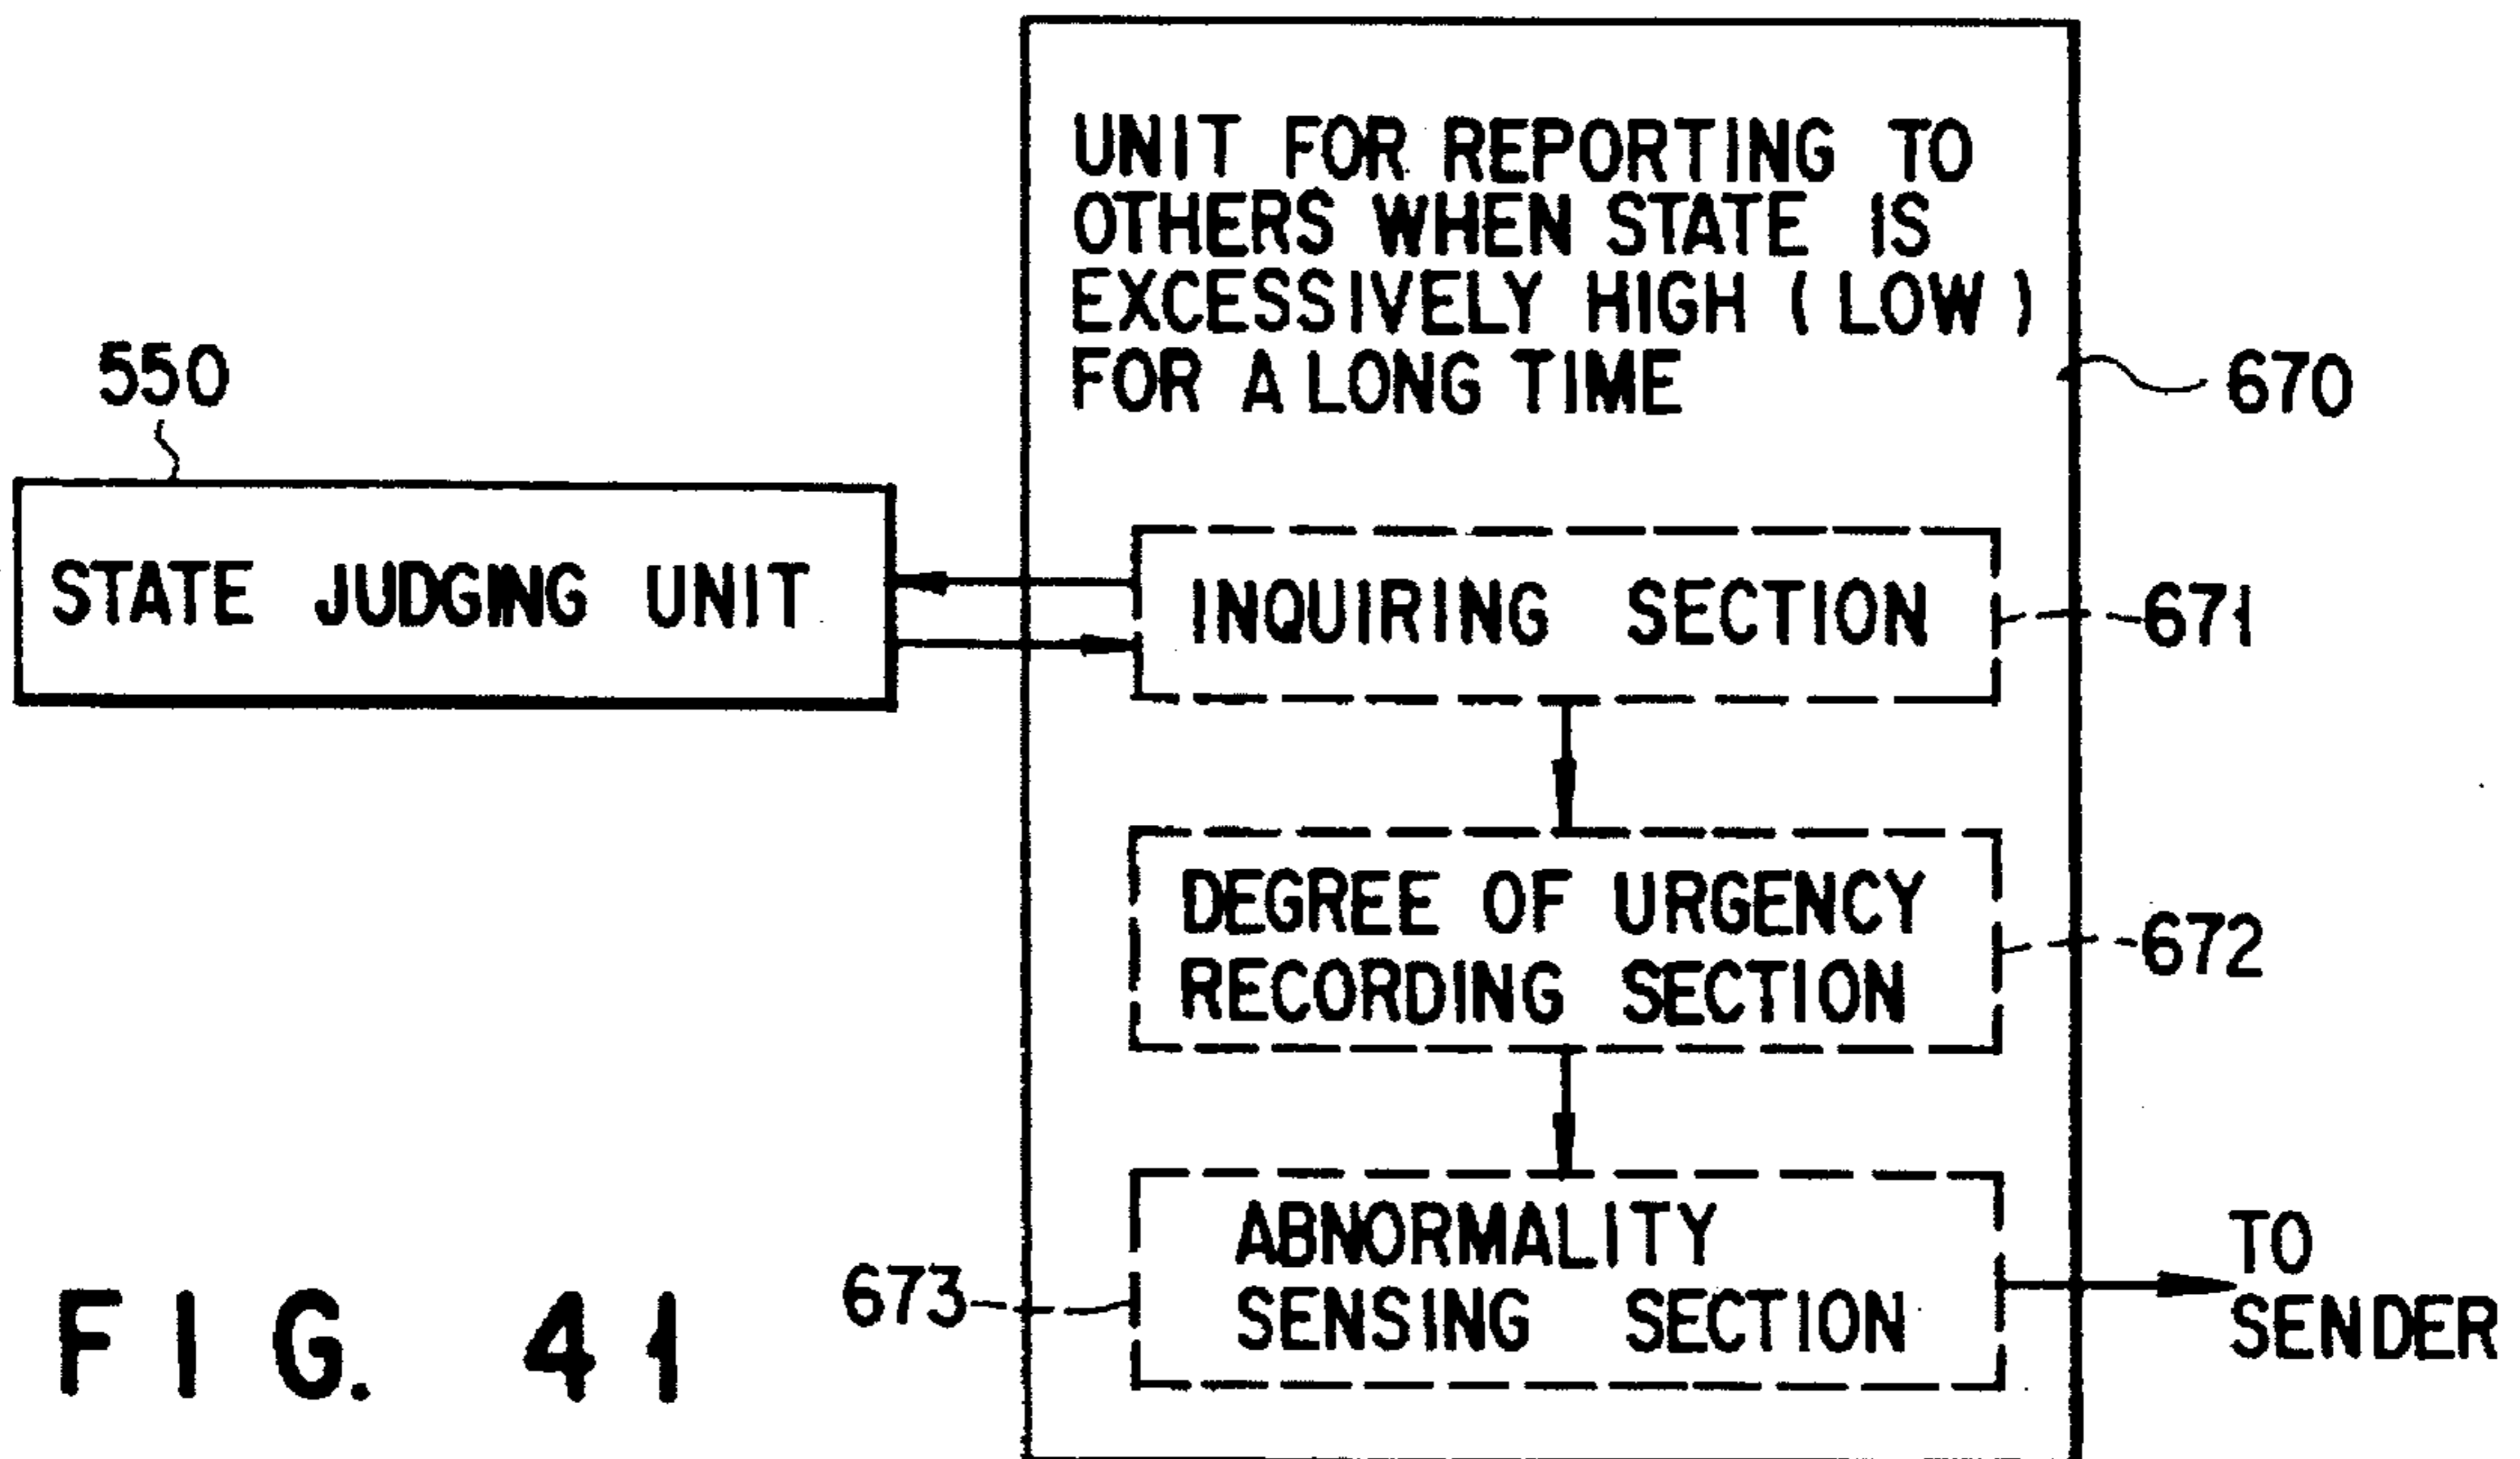 UNIT FOR REPORTING TO
OTHERS WHEN STATE IS
EXCESSIVELY HIGH (LOW)
FOR A LONG TIME
670
550
STATE JUDGING UNIT
INQUIRING SECTION
671
DEGREE OF URGENCY
RECORDING SECTION
672
ABNORMALITY
SENSING SECTION
673
TO
SENDER
FIG. 41